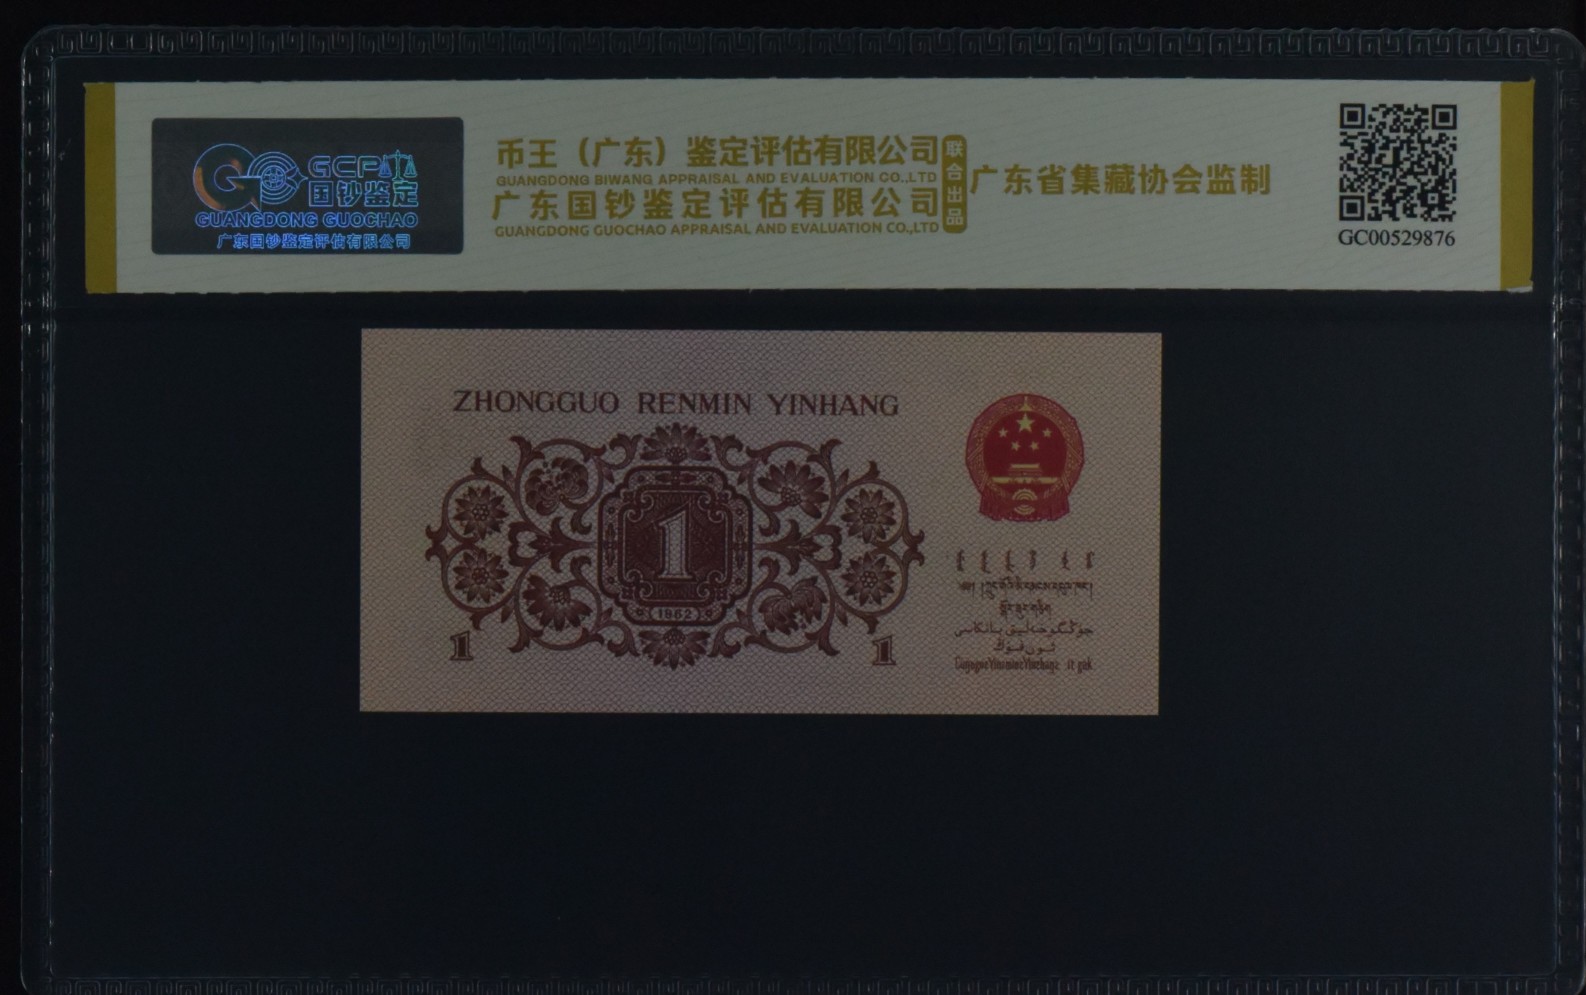 GCP
国钞鉴定
GUANGDONG GUOCHAO
广东国钞鉴定评估有限公司
币王（广东）鉴定评估有限公司
GUANGDONG BIWANG APPRAISAL AND EVALUATION CO.,LTD
广东国钞鉴定评估有限公司
GUANGDONG GUOCHAO APPRAISAL AND EVALUATION CO.,LTD
联合出品
广东省集藏协会监制
GC00529876
ZHONGGUO RENMIN YINHANG
1
1962
1
1